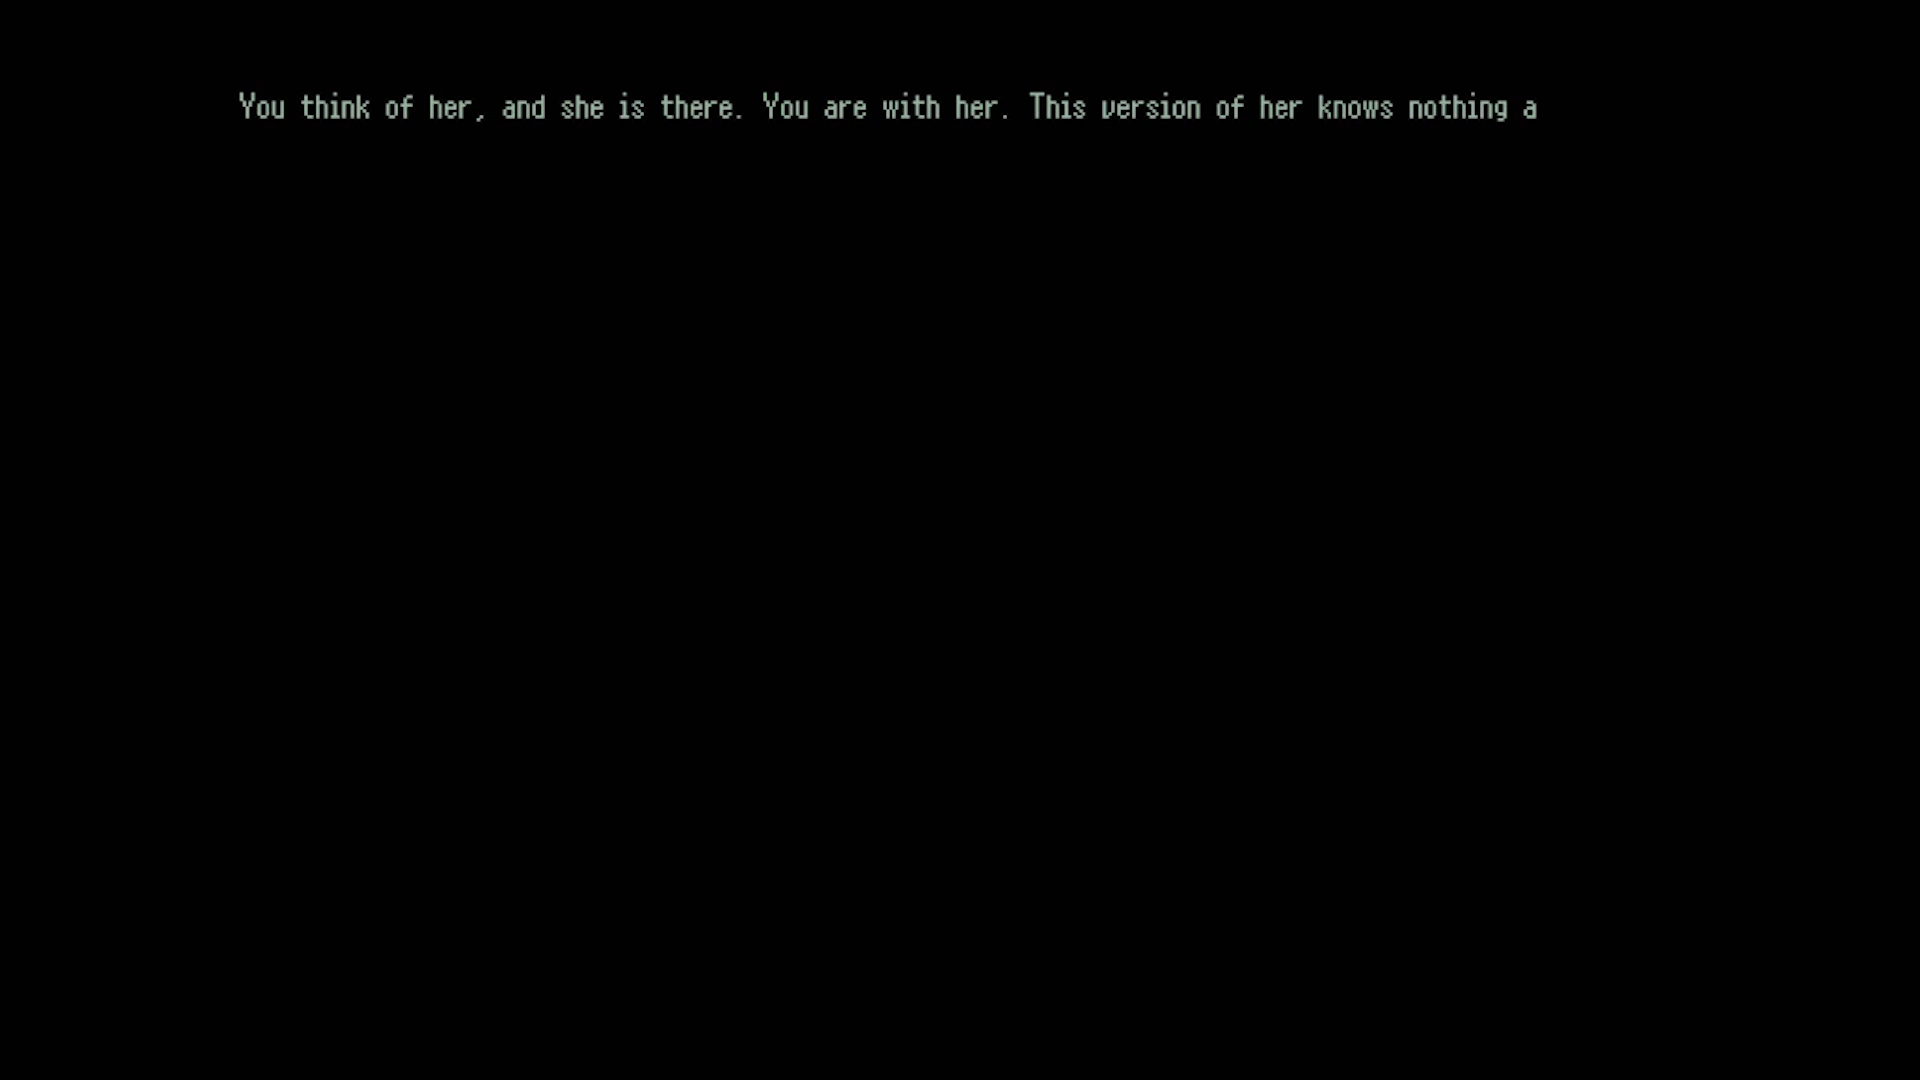 You think of her, and she is there. You are with her. This version of her knows nothing a